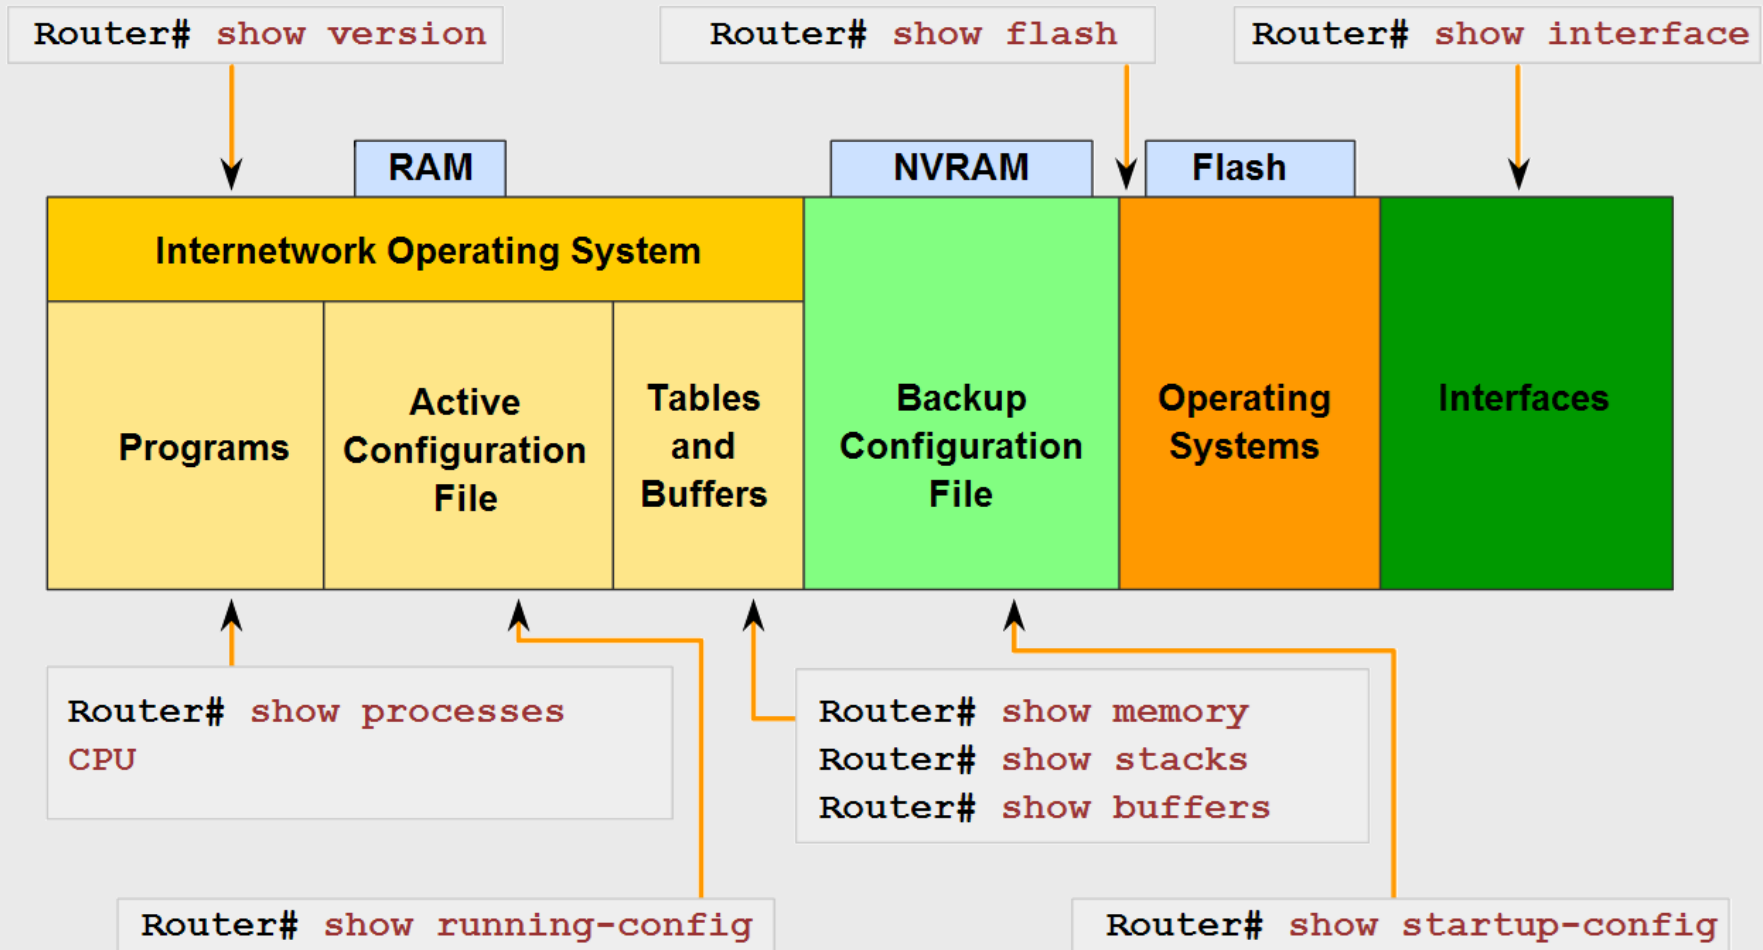 Router# show version
Router# show flash
Router# show interface
RAM
NVRAM
Flash
Internetwork Operating System
Programs
Active
Configuration
File
Tables
and
Buffers
Backup
Configuration
File
Operating
Systems
Interfaces
Router# show processes
CPU
Router# show memory
Router# show stacks
Router# show buffers
Router# show running-config
Router# show startup-config